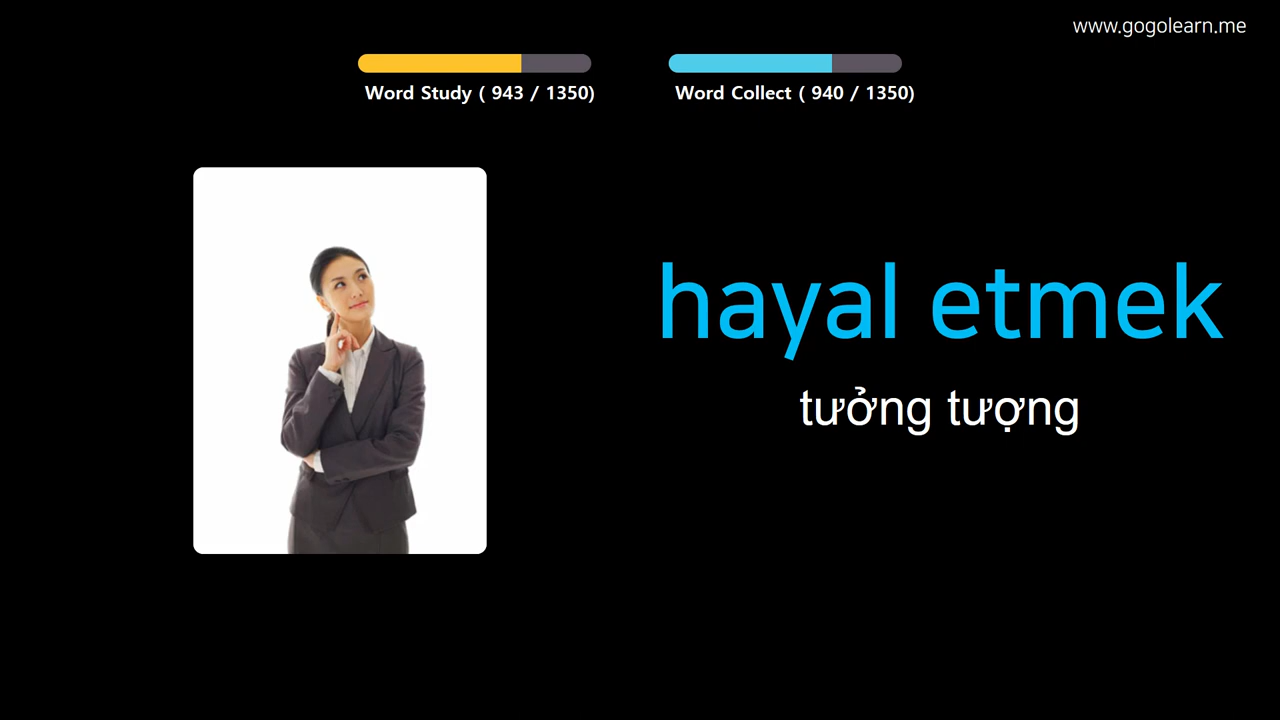 www.gogolearn.me
Word Study ( 943 / 1350)
Word Collect ( 940 / 1350)
hayal etmek
tưởng tượng